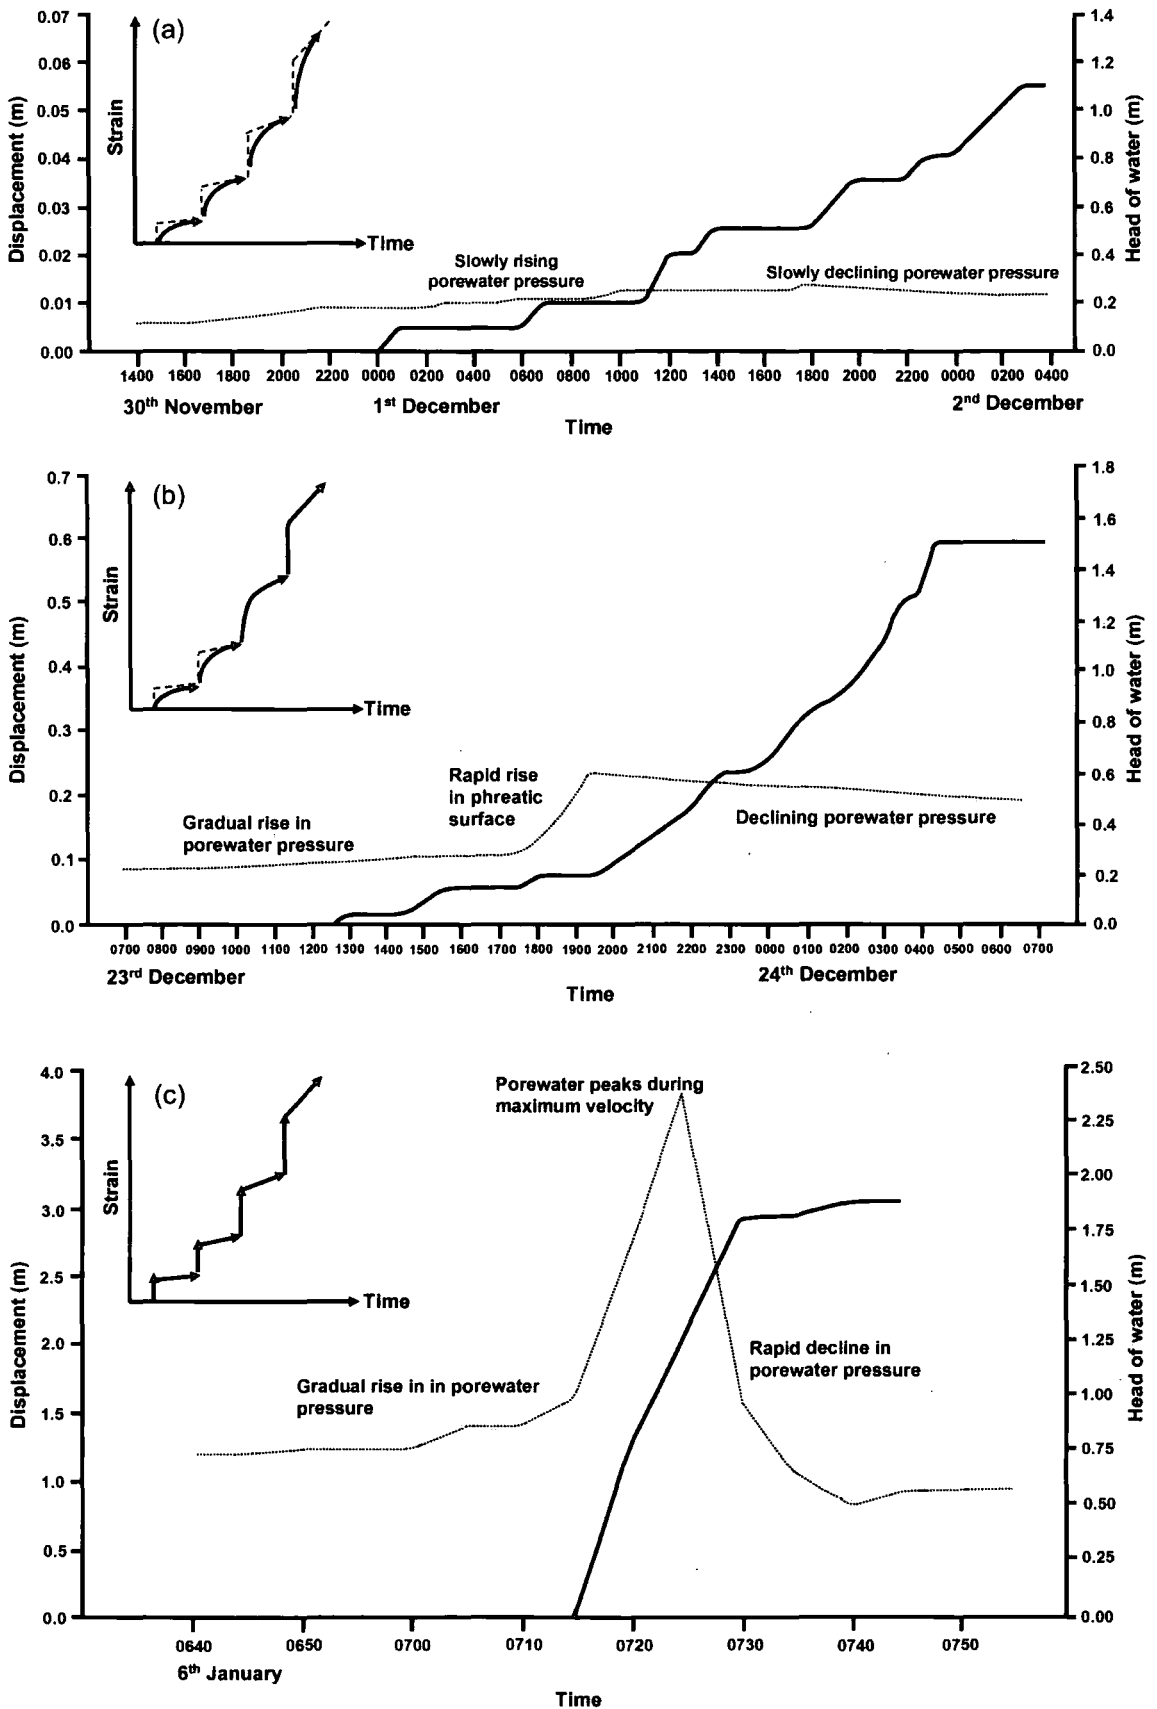 (a)
0.07
0.06
0.05
0.04
0.03
0.02
0.01
0.00
Displacement (m)
Strain
Time
Slowly rising
porewater pressure
Slowly declining porewater pressure
1.4
1.2
1.0
0.8
0.6
0.4
0.2
0.0
Head of water (m)
1400 1600 1800 2000 2200 0000 0200 0400 0600 0800 1000 1200 1400 1600 1800 2000 2200 0000 0200 0400
30th November 1st December 2nd December
Time
(b)
0.7
0.6
0.5
0.4
0.3
0.2
0.1
0.0
Displacement (m)
Strain
Time
Gradual rise in
porewater pressure
Rapid rise
in phreatic
surface
Declining porewater pressure
1.8
1.6
1.4
1.2
1.0
0.8
0.6
0.4
0.2
0.0
Head of water (m)
0700 0800 0900 1000 1100 1200 1300 1400 1500 1600 1700 1800 1900 2000 2100 2200 2300 0000 0100 0200 0300 0400 0500 0600 0700
23rd December 24th December
Time
(c)
4.0
3.5
3.0
2.5
2.0
1.5
1.0
0.5
0.0
Displacement (m)
Strain
Time
Porewater peaks during
maximum velocity
Gradual rise in in porewater
pressure
Rapid decline in
porewater pressure
2.50
2.25
2.00
1.75
1.50
1.25
1.00
0.75
0.50
0.25
0.00
Head of water (m)
0640 0650 0700 0710 0720 0730 0740 0750
6th January
Time